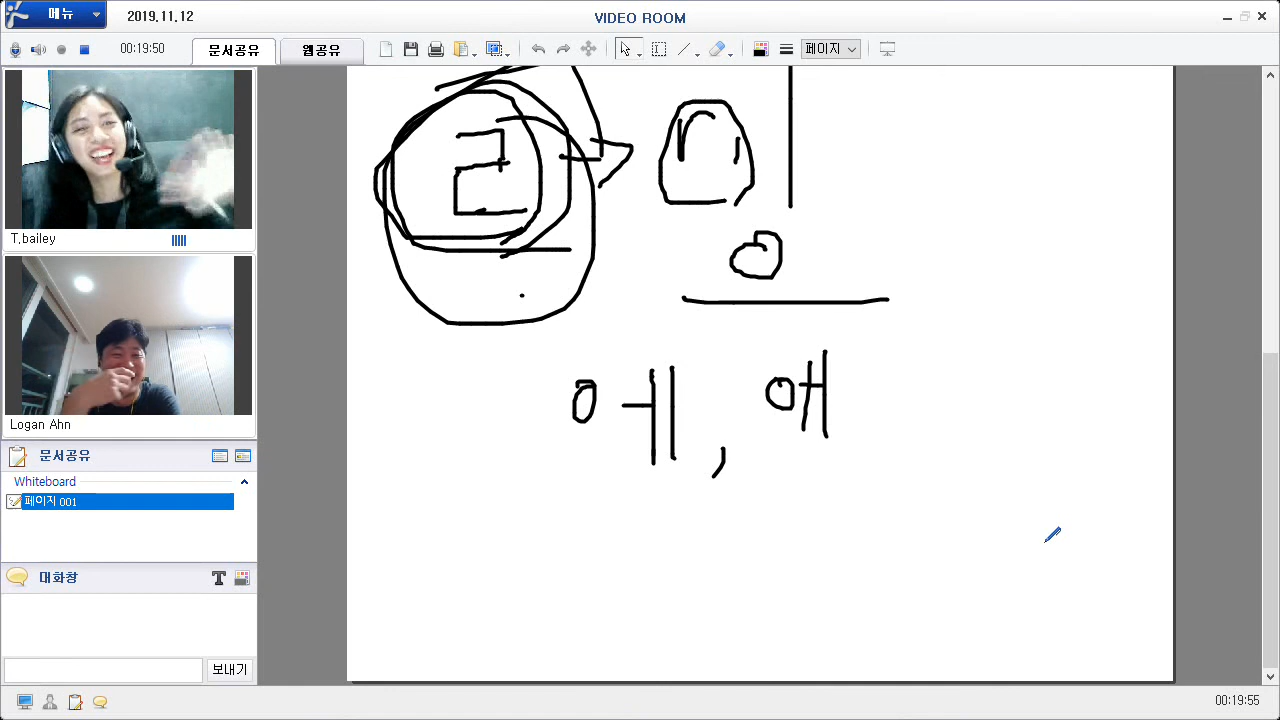 메뉴 2019.11.12 VIDEO ROOM
00:19:50 문서공유 웹공유 페이지
ㄹ n
T.bailey
Logan Ahn
에, 애
문서공유
Whiteboard
페이지 001
대화창
T
보내기
00:19:55